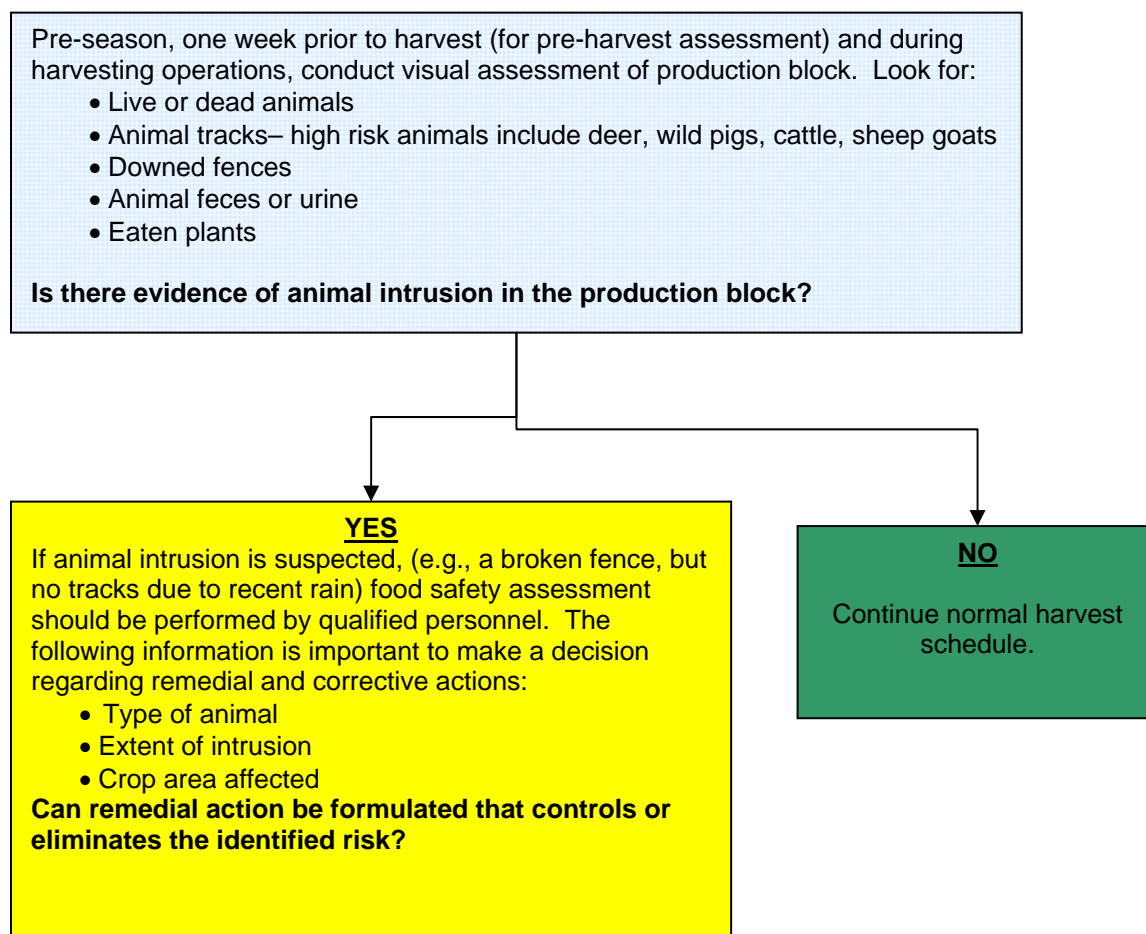 Pre-season, one week prior to harvest (for pre-harvest assessment) and during
harvesting operations, conduct visual assessment of production block.  Look for:
• Live or dead animals
• Animal tracks– high risk animals include deer, wild pigs, cattle, sheep goats
• Downed fences
• Animal feces or urine
• Eaten plants
Is there evidence of animal intrusion in the production block?
YES
If animal intrusion is suspected, (e.g., a broken fence, but
no tracks due to recent rain) food safety assessment
should be performed by qualified personnel.  The
following information is important to make a decision
regarding remedial and corrective actions:
• Type of animal
• Extent of intrusion
• Crop area affected
Can remedial action be formulated that controls or
eliminates the identified risk?
NO
Continue normal harvest
schedule.